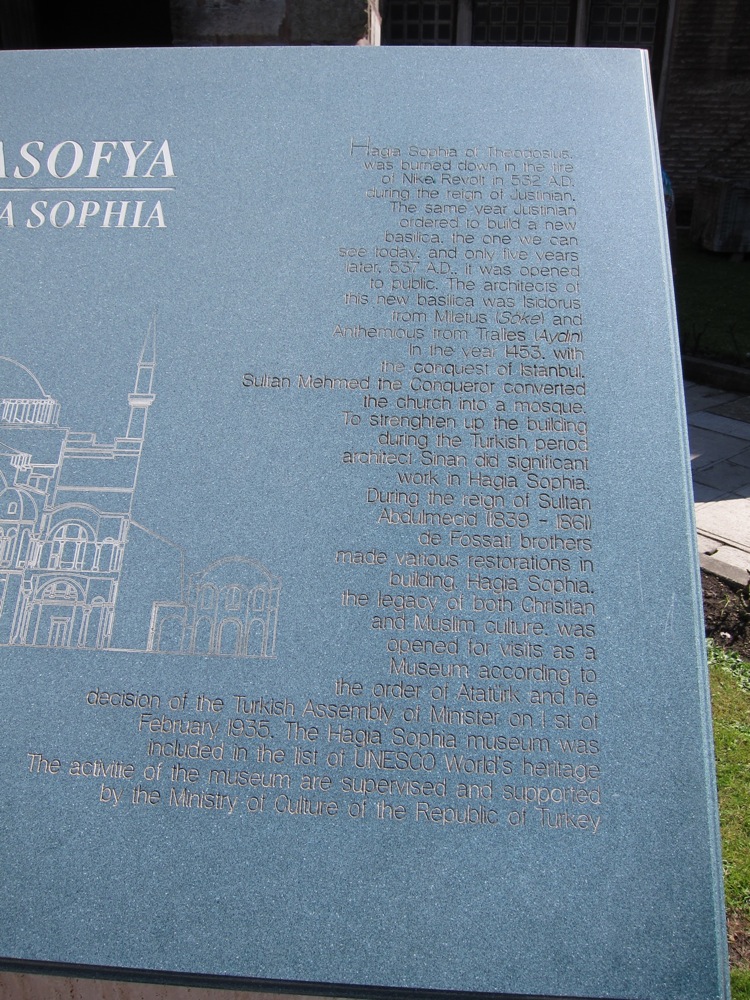 ASOFYA
A SOPHIA
Hagia Sophia of Theodosius,
was burned down in the fire
of Nike Revolt in 532 A.D.
during the reign of Justinian.
The same year Justinian
ordered to build a new
basilica, the one we can
see today, and only five years
later, 537 A.D., it was opened
to public. The architects of
this new basilica was Isidorus
from Miletus (Söke) and
Anthemious from Tralles (Aydın)
In the year 1453, with
the conquest of Istanbul,
Sultan Mehmed the Conqueror converted
the church into a mosque.
To strenghten up the building
during the Turkish period
architect Sinan did significant
work in Hagia Sophia.
During the reign of Sultan
Abdülmecid (1839 - 1861)
de Fossati brothers
made various restorations in
building. Hagia Sophia,
the legacy of both Christian
and Muslim culture, was
opened for visits as a
Museum according to
the order of Atatürk and he
decision of the Turkish Assembly of Minister on 1 st of
February 1935. The Hagia Sophia museum was
included in the list of UNESCO World's heritage
The activitie of the museum are supervised and supported
by the Ministry of Culture of the Republic of Turkey